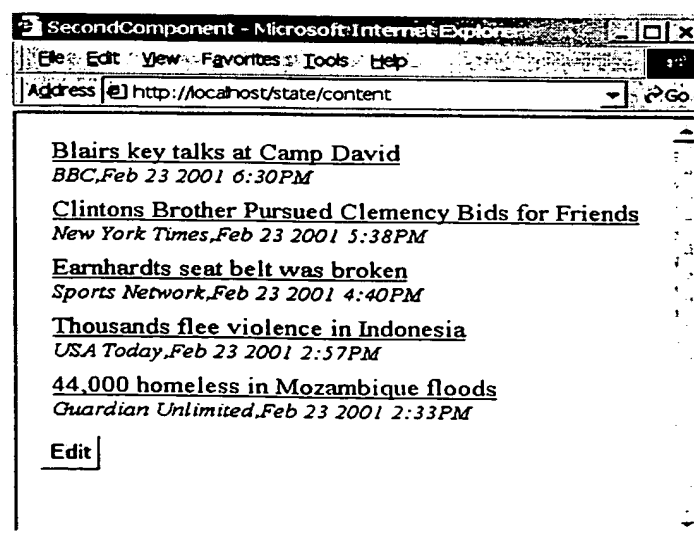 SecondComponent - Microsoft Internet Explorer
File Edit View Favorites Tools Help
Address http://localhost/state/content Go
Blairs key talks at Camp David
BBC,Feb 23 2001 6:30PM
Clintons Brother Pursued Clemency Bids for Friends
New York Times,Feb 23 2001 5:38PM
Earnhardts seat belt was broken
Sports Network,Feb 23 2001 4:40PM
Thousands flee violence in Indonesia
USA Today,Feb 23 2001 2:57PM
44,000 homeless in Mozambique floods
Guardian Unlimited,Feb 23 2001 2:33PM
Edit